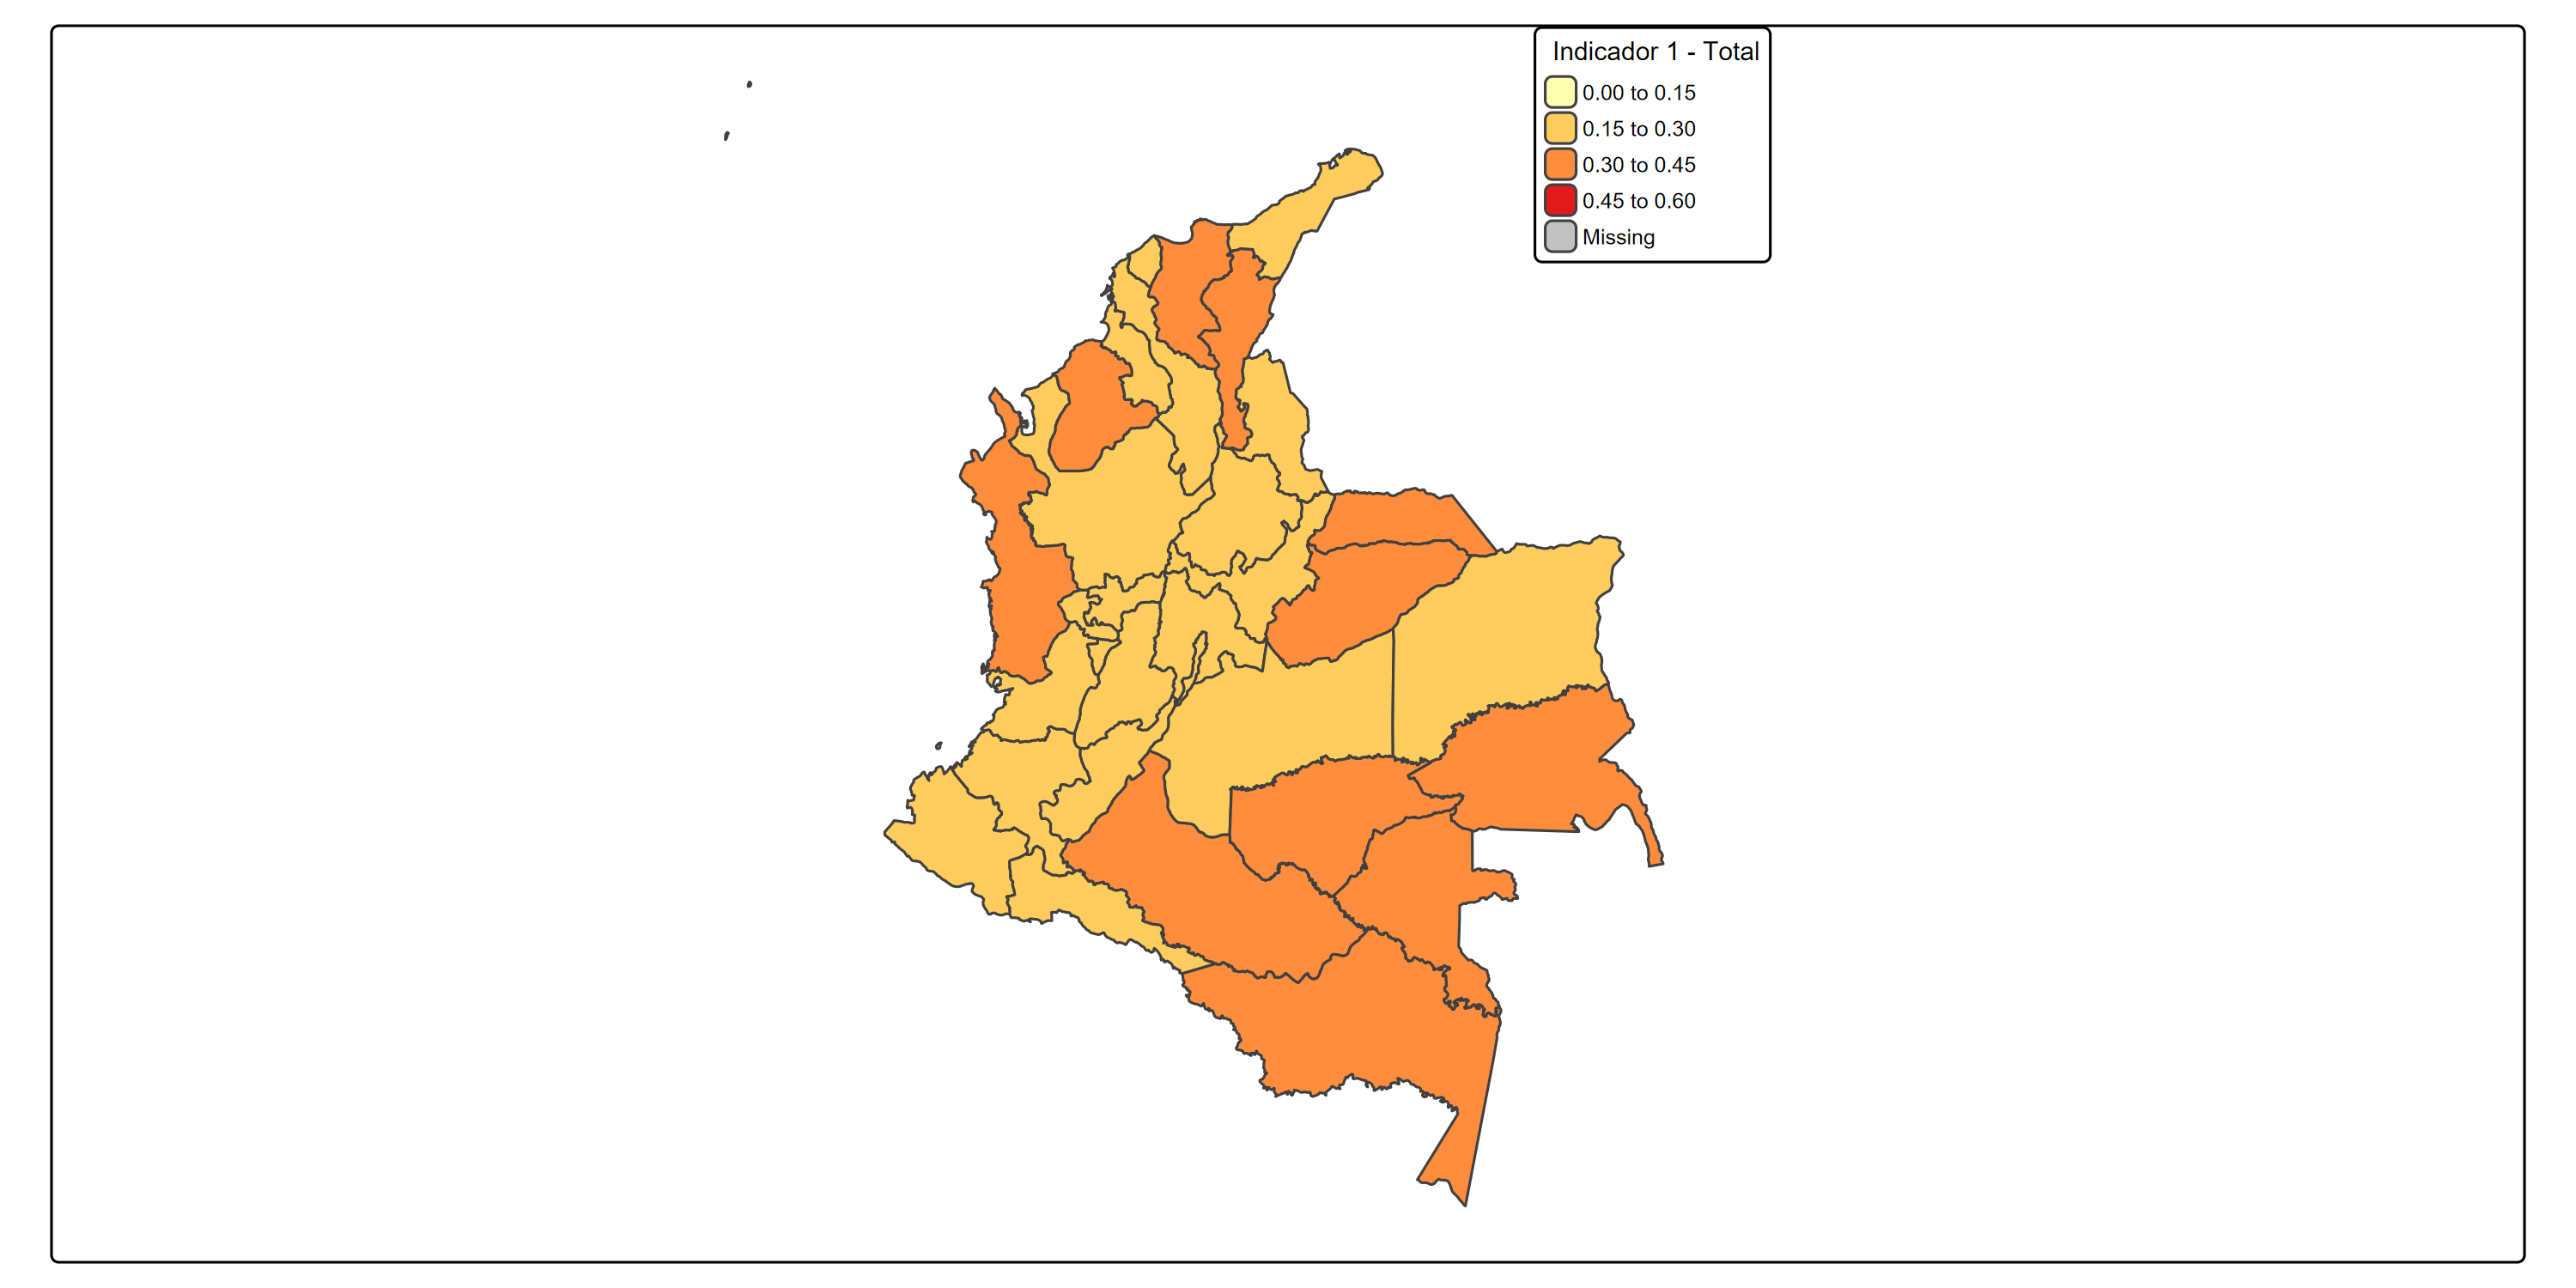 Indicador 1 - Total
0.00 to 0.15
0.15 to 0.30
0.30 to 0.45
0.45 to 0.60
Missing